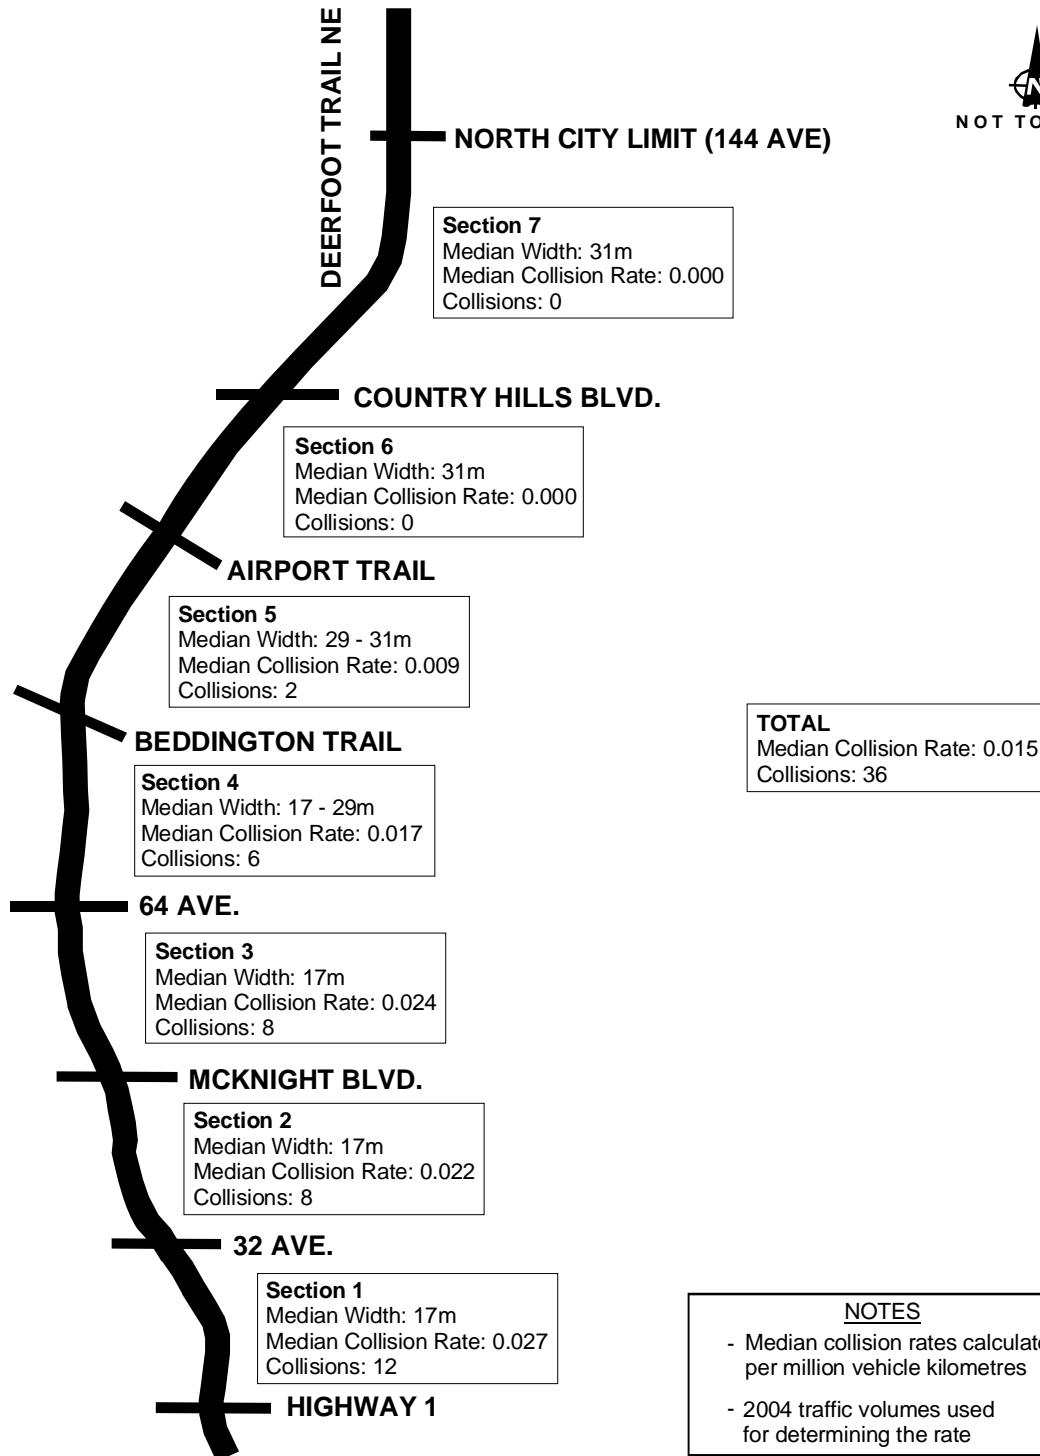 DEERFOOT TRAIL NE
N
NOT TO
NORTH CITY LIMIT (144 AVE)
Section 7
Median Width: 31m
Median Collision Rate: 0.000
Collisions: 0
COUNTRY HILLS BLVD.
Section 6
Median Width: 31m
Median Collision Rate: 0.000
Collisions: 0
AIRPORT TRAIL
Section 5
Median Width: 29 - 31m
Median Collision Rate: 0.009
Collisions: 2
BEDDINGTON TRAIL
TOTAL
Median Collision Rate: 0.015
Collisions: 36
Section 4
Median Width: 17 - 29m
Median Collision Rate: 0.017
Collisions: 6
64 AVE.
Section 3
Median Width: 17m
Median Collision Rate: 0.024
Collisions: 8
MCKNIGHT BLVD.
Section 2
Median Width: 17m
Median Collision Rate: 0.022
Collisions: 8
32 AVE.
Section 1
Median Width: 17m
Median Collision Rate: 0.027
Collisions: 12
HIGHWAY 1
NOTES
- Median collision rates calculate
per million vehicle kilometres
- 2004 traffic volumes used
for determining the rate